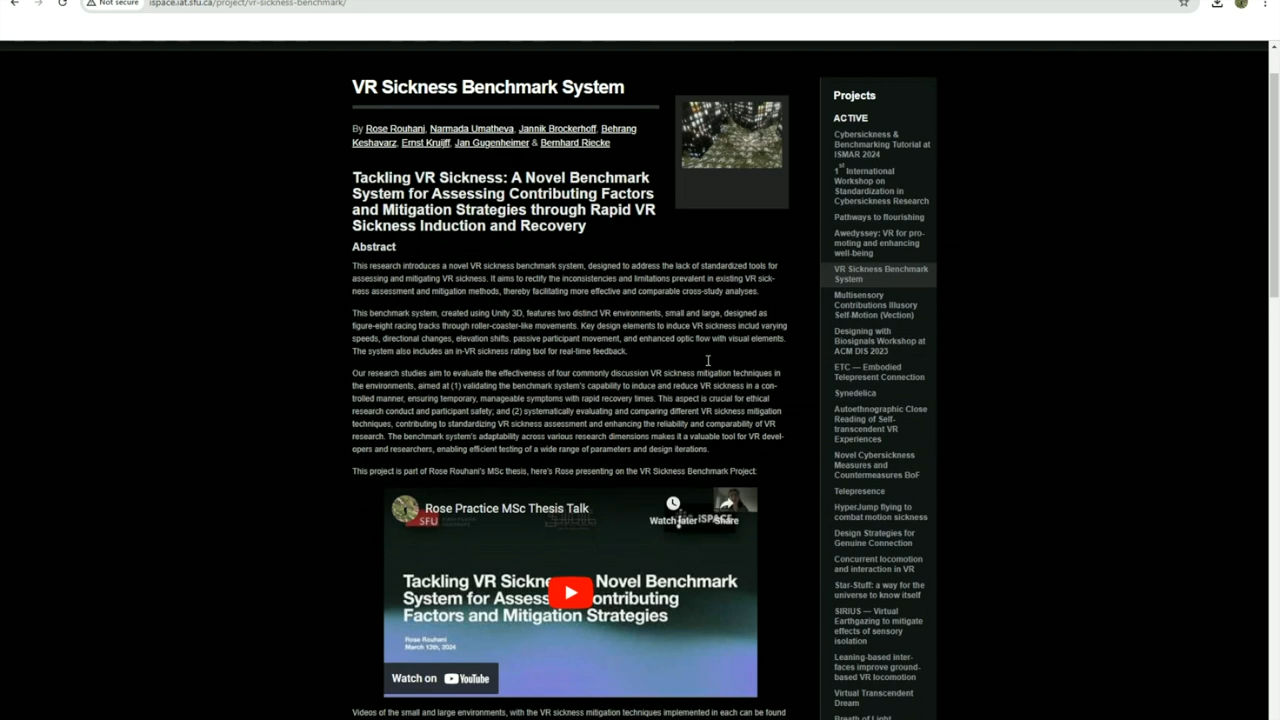 Not secure ispace.iat.sfu.ca/project/vr-sickness-benchmark/
VR Sickness Benchmark System
By Rose Rouhani, Narmada Umatheva, Jannik Brockerhoff, Behrang
Keshavarz, Ernst Kruijff, Jan Gugenheimer & Bernhard Riecke
Tackling VR Sickness: A Novel Benchmark
System for Assessing Contributing Factors
and Mitigation Strategies through Rapid VR
Sickness Induction and Recovery
Abstract
This research introduces a novel VR sickness benchmark system, designed to address the lack of standardized tools for
assessing and mitigating VR sickness. It aims to rectify the inconsistencies and limitations prevalent in existing VR sick-
ness assessment and mitigation methods, thereby facilitating more effective and comparable cross-study analyses.
This benchmark system, created using Unity 3D, features two distinct VR environments, small and large, designed as
figure-eight racing tracks through roller-coaster-like movements. Key design elements to induce VR sickness includ varying
speeds, directional changes, elevation shifts. passive participant movement, and enhanced optic flow with visual elements.
The system also includes an in-VR sickness rating tool for real-time feedback.
Our research studies aim to evaluate the effectiveness of four commonly discussion VR sickness mitigation techniques in
the environments, aimed at (1) validating the benchmark system's capability to induce and reduce VR sickness in a con-
trolled manner, ensuring temporary, manageable symptoms with rapid recovery times. This aspect is crucial for ethical
research conduct and participant safety; and (2) systematically evaluating and comparing different VR sickness mitigation
techniques, contributing to standardizing VR sickness assessment and enhancing the reliability and comparability of VR
research. The benchmark system's adaptability across various research dimensions makes it a valuable tool for VR devel-
opers and researchers, enabling efficient testing of a wide range of parameters and design iterations.
This project is part of Rose Rouhani's MSc thesis, here's Rose presenting on the VR Sickness Benchmark Project:
Rose Practice MSc Thesis Talk
SFU
Watch later
Share
iSPACE
Tackling VR Sickne Novel Benchmark
System for Assess ontributing
Factors and Mitigation Strategies
Rose Rouhani
March 13th, 2024
Watch on YouTube
Videos of the small and large environments, with the VR sickness mitigation techniques implemented in each can be found
Projects
ACTIVE
Cybersickness &
Benchmarking Tutorial at
ISMAR 2024
1st International
Workshop on
Standardization in
Cybersickness Research
Pathways to flourishing
Awedyssey: VR for pro-
moting and enhancing
well-being
VR Sickness Benchmark
System
Multisensory
Contributions Illusory
Self-Motion (Vection)
Designing with
Biosignals Workshop at
ACM DIS 2023
ETC — Embodied
Telepresent Connection
Synedelica
Autoethnographic Close
Reading of Self-
transcendent VR
Experiences
Novel Cybersickness
Measures and
Countermeasures BoF
Telepresence
HyperJump flying to
combat motion sickness
Design Strategies for
Genuine Connection
Concurrent locomotion
and interaction in VR
Star-Stuff: a way for the
universe to know itself
SIRIUS — Virtual
Earthgazing to mitigate
effects of sensory
isolation
Leaning-based inter-
faces improve ground-
based VR locomotion
Virtual Transcendent
Dream
Breath of Light